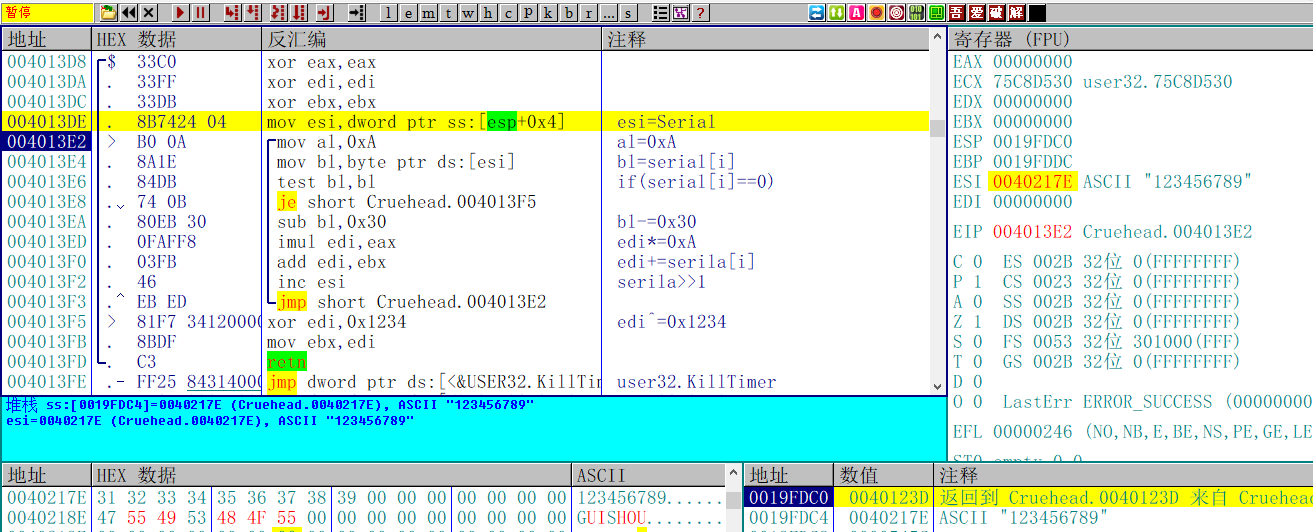 暂停 l e m t w h c p k b r ... s ? 吾 爱 破 解
地址 HEX 数据 反汇编 注释 寄存器 (FPU)
004013D8 $ 33C0 xor eax,eax EAX 00000000
004013DA . 33FF xor edi,edi ECX 75C8D530 user32.75C8D530
004013DC . 33DB xor ebx,ebx EDX 00000000
004013DE . 8B7424 04 mov esi,dword ptr ss:[esp+0x4] esi=Serial EBX 00000000
004013E2 > B0 0A mov al,0xA al=0xA ESP 0019FDC0
004013E4 . 8A1E mov bl,byte ptr ds:[esi] bl=serial[i] EBP 0019FDDC
004013E6 . 84DB test bl,bl if(serial[i]==0) ESI 0040217E ASCII "123456789"
004013E8 . 74 0B je short Cruehead.004013F5 EDI 00000000
004013EA . 80EB 30 sub bl,0x30 bl-=0x30
004013ED . 0FAFF8 imul edi,eax edi*=0xA EIP 004013E2 Cruehead.004013E2
004013F0 . 03FB add edi,ebx edi+=serila[i] C 0 ES 002B 32位 0(FFFFFFFF)
004013F2 . 46 inc esi serila>>1 P 1 CS 0023 32位 0(FFFFFFFF)
004013F3 .^ EB ED jmp short Cruehead.004013E2 A 0 SS 002B 32位 0(FFFFFFFF)
004013F5 > 81F7 34120000 xor edi,0x1234 edi^=0x1234 Z 1 DS 002B 32位 0(FFFFFFFF)
004013FB . 8BDF mov ebx,edi S 0 FS 0053 32位 301000(FFF)
004013FD . C3 retn T 0 GS 002B 32位 0(FFFFFFFF)
004013FE .- FF25 84314000 jmp dword ptr ds:[<&USER32.KillTim user32.KillTimer D 0
堆栈 ss:[0019FDC4]=0040217E (Cruehead.0040217E), ASCII "123456789" O 0 LastErr ERROR_SUCCESS (00000000
esi=0040217E (Cruehead.0040217E), ASCII "123456789"
EFL 00000246 (NO,NB,E,BE,NS,PE,GE,LE
ST0 empty 0.0
地址 HEX 数据 ASCII 地址 数值 注释
0040217E 31 32 33 34 35 36 37 38 39 00 00 00 00 00 00 00 123456789....... 0019FDC0 0040123D 返回到 Cruehead.0040123D 来自 Cruehead
0040218E 47 55 49 53 48 4F 55 00 00 00 00 00 00 00 00 00 GUISHOU......... 0019FDC4 0040217E ASCII "123456789"